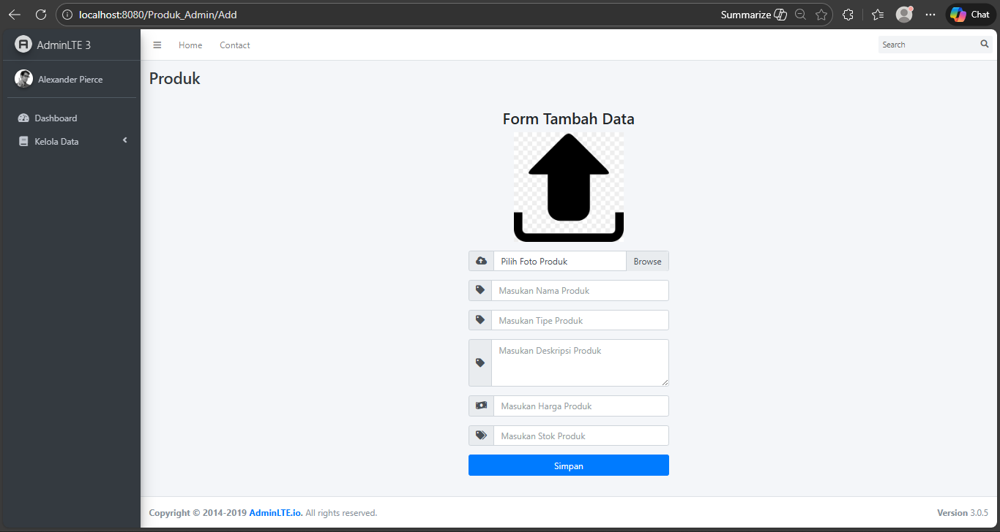 localhost:8080/Produk_Admin/Add
Summarize
Chat
AdminLTE 3
Home
Contact
Search
Alexander Pierce
Dashboard
Kelola Data
Produk
Form Tambah Data
Pilih Foto Produk
Browse
Masukan Nama Produk
Masukan Tipe Produk
Masukan Deskripsi Produk
Masukan Harga Produk
Masukan Stok Produk
Simpan
Copyright © 2014-2019 AdminLTE.io. All rights reserved.
Version 3.0.5